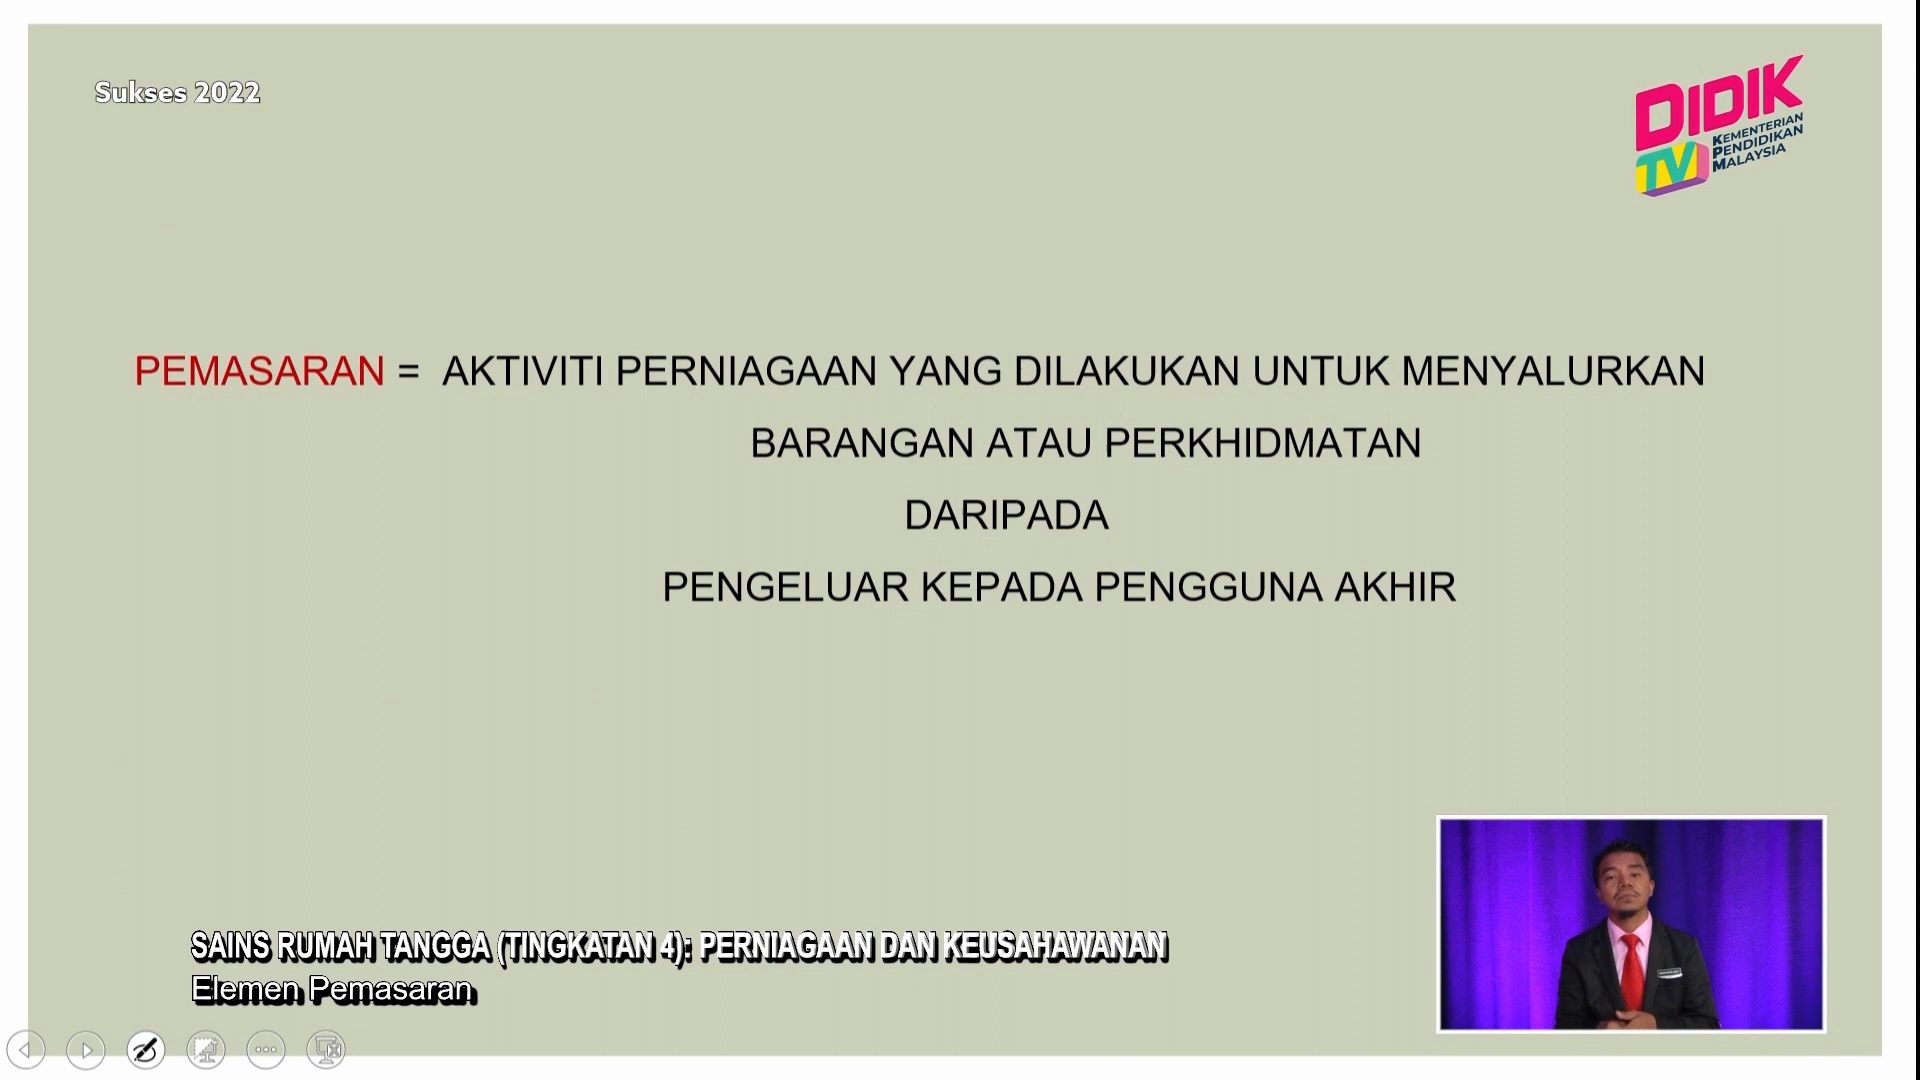 Sukses 2022
DIDIK
TV
KEMENTERIAN
PENDIDIKAN
MALAYSIA
PEMASARAN = AKTIVITI PERNIAGAAN YANG DILAKUKAN UNTUK MENYALURKAN
BARANGAN ATAU PERKHIDMATAN
DARIPADA
PENGELUAR KEPADA PENGGUNA AKHIR
SAINS RUMAH TANGGA (TINGKATAN 4): PERNIAGAAN DAN KEUSAHAWANAN
Elemen Pemasaran